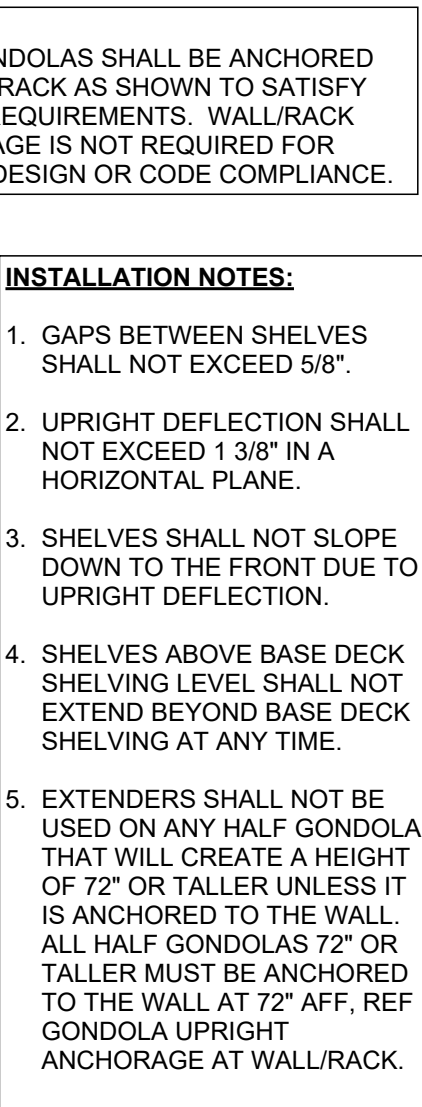 RACK AS SHOWN TO SATISFY
WALL/RACK
IS NOT REQUIRED FOR
DESIGN OR CODE COMPLIANCE.
SHALL BE ANCHORED
INSTALLATION NOTES:
1. GAPS BETWEEN SHELVES
SHALL NOT EXCEED 5/8".
2. UPRIGHT DEFLECTION SHALL
NOT EXCEED 1 3/8" IN A
HORIZONTAL PLANE.
3. SHELVES SHALL NOT SLOPE
DOWN TO THE FRONT DUE TO
UPRIGHT DEFLECTION.
4. SHELVES ABOVE BASE DECK
SHELVING LEVEL SHALL NOT
EXTEND BEYOND BASE DECK
SHELVING AT ANY TIME.
5. EXTENDERS SHALL NOT BE
USED ON ANY HALF GONDOLA
THAT WILL CREATE A HEIGHT
OF 72" OR TALLER UNLESS IT
IS ANCHORED TO THE WALL.
ALL HALF GONDOLAS 72" OR
TALLER MUST BE ANCHORED
TO THE WALL AT 72" AFF, REF
GONDOLA UPRIGHT
ANCHORAGE AT WALL/RACK.